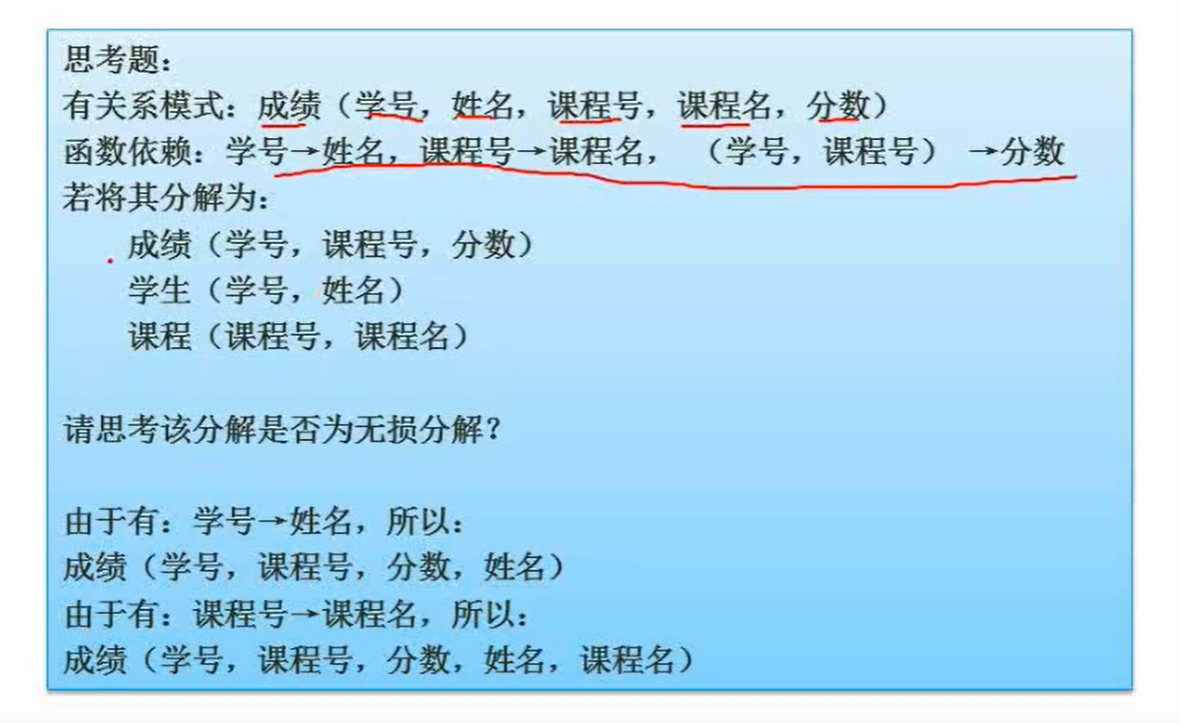 思考题：
有关系模式：成绩（学号，姓名，课程号，课程名，分数）
函数依赖：学号→姓名，课程号→课程名，（学号，课程号）→分数
若将其分解为：
成绩（学号，课程号，分数）
学生（学号，姓名）
课程（课程号，课程名）
请思考该分解是否为无损分解？
由于有：学号→姓名，所以：
成绩（学号，课程号，分数，姓名）
由于有：课程号→课程名，所以：
成绩（学号，课程号，分数，姓名，课程名）